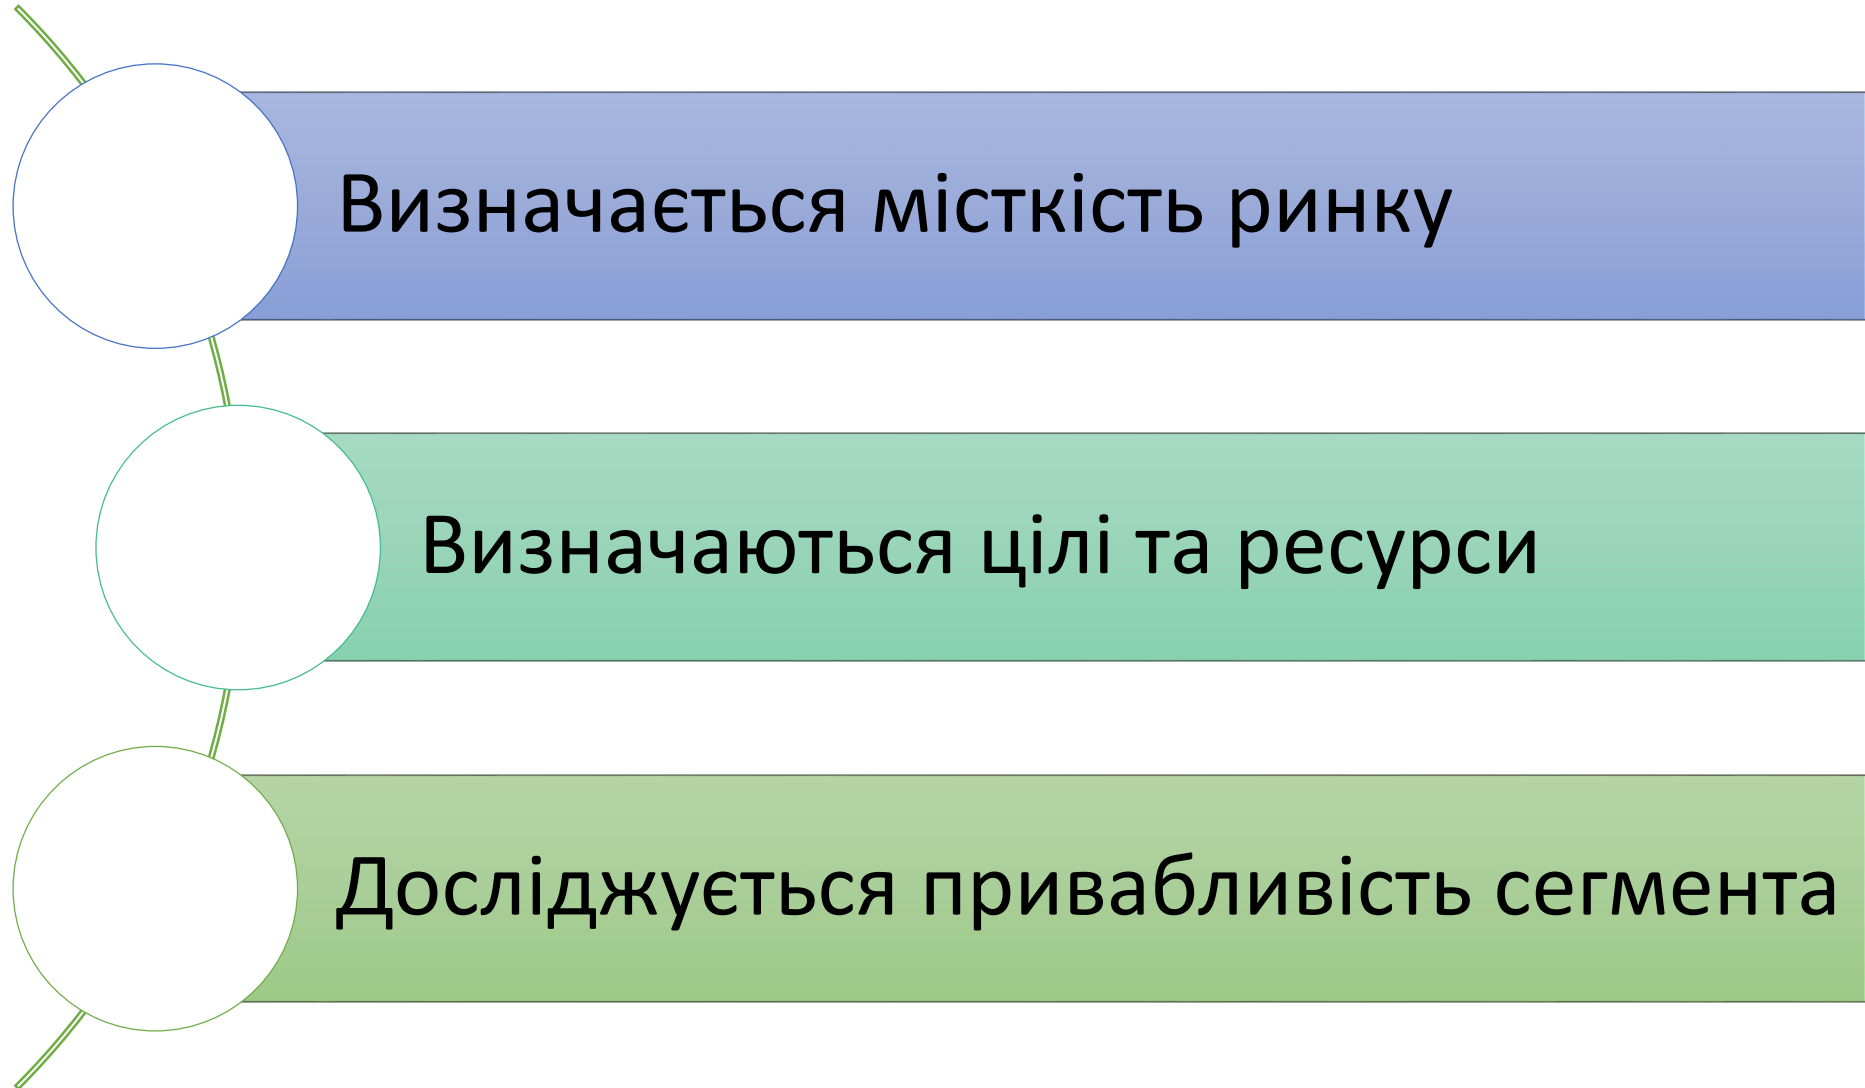 Визначається місткість ринку
Визначаються цілі та ресурси
Досліджується привабливість сегмента